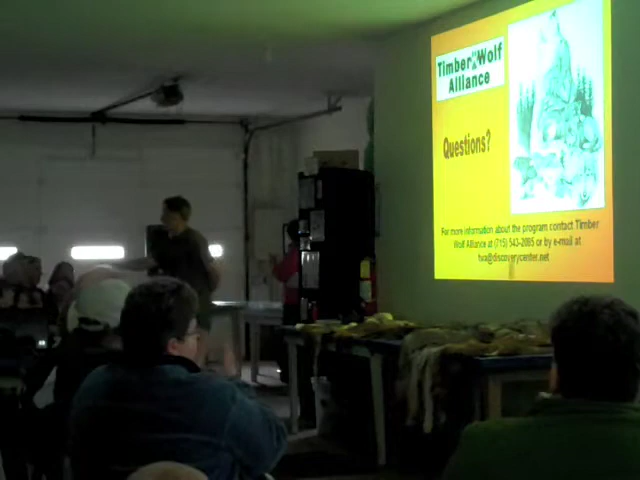 Timber Wolf
Alliance
Questions?
For more information about the program contact Timber
Wolf Alliance at (715) 543-2085 or by e-mail at
twa@discoverycenter.net